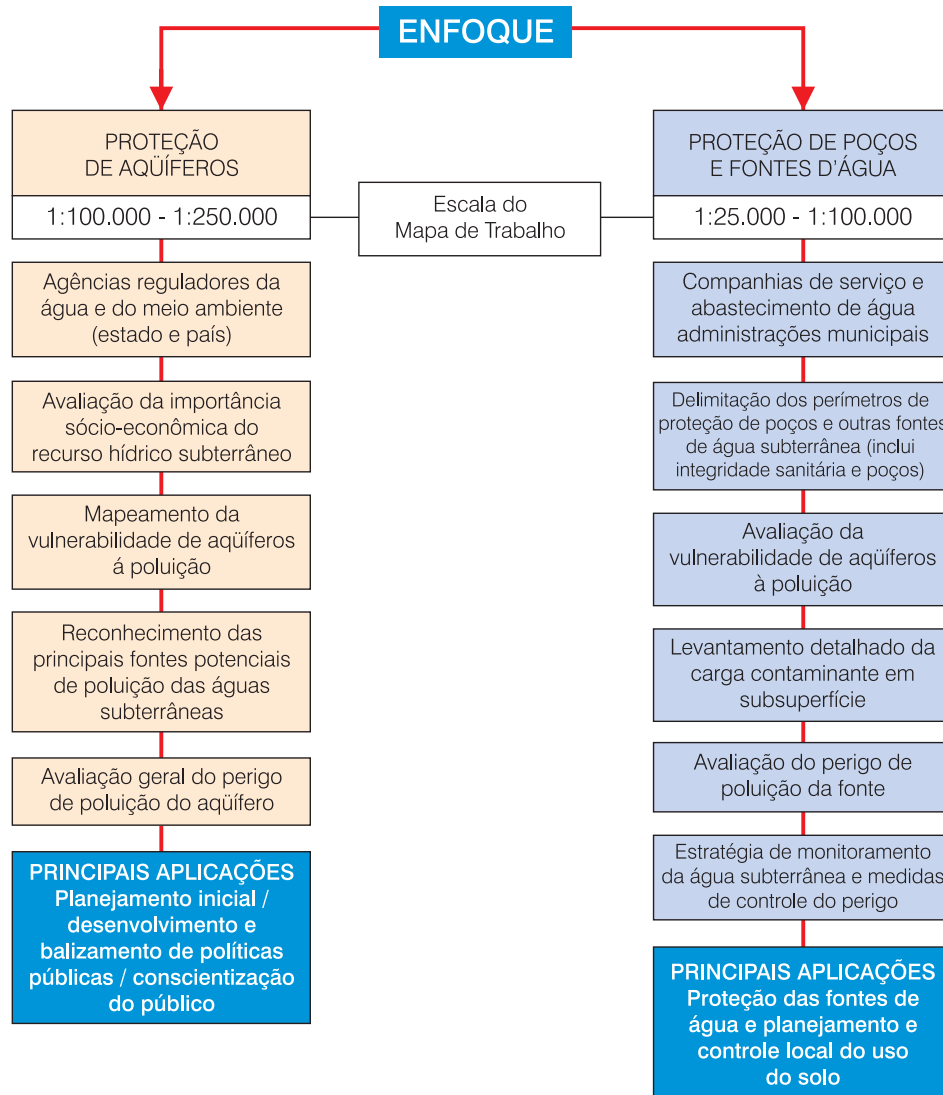 ENFOQUE
PROTEÇÃO
DE AQÜÍFEROS
1:100.000 - 1:250.000
Escala do
Mapa de Trabalho
PROTEÇÃO DE POÇOS
E FONTES D'ÁGUA
1:25.000 - 1:100.000
Agências reguladores da
água e do meio ambiente
(estado e país)
Avaliação da importância
sócio-econômica do
recurso hídrico subterrâneo
Mapeamento da
vulnerabilidade de aqüíferos
á poluição
Reconhecimento das
principais fontes potenciais
de poluição das águas
subterrâneas
Avaliação geral do perigo
de poluição do aqüífero
PRINCIPAIS APLICAÇÕES
Planejamento inicial /
desenvolvimento e
balizamento de políticas
públicas / conscientização
do público
Companhias de serviço e
abastecimento de água
administrações municipais
Delimitação dos perímetros de
proteção de poços e outras fontes
de água subterrânea (inclui
integridade sanitária e poços)
Avaliação da
vulnerabilidade de aqüíferos
à poluição
Levantamento detalhado da
carga contaminante em
subsuperfície
Avaliação do perigo de
poluição da fonte
Estratégia de monitoramento
da água subterrânea e medidas
de controle do perigo
PRINCIPAIS APLICAÇÕES
Proteção das fontes de
água e planejamento e
controle local do uso
do solo